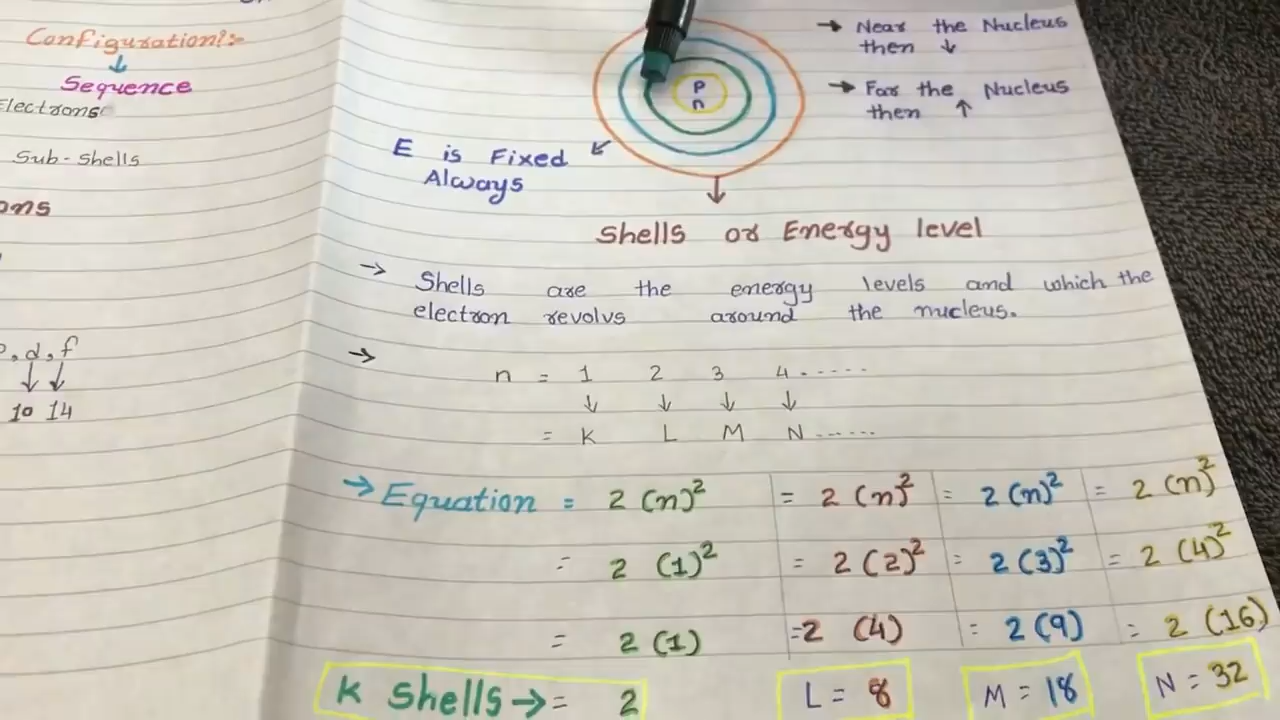 Configuration:-
Sequence
Electrons
Sub-Shells
ons
, d, f
10 14
P
n
→ Near the Nucleus
then ↓
→ Far the Nucleus
then ↑
E is Fixed
Always
Shells or Energy level
→ Shells are the energy levels and which the
electron revolvs around the nucleus.
→ n = 1 2 3 4.....
= K L M N......
→ Equation = 2 (n)² = 2 (n)² = 2 (n)² = 2 (n)²
= 2 (1)² = 2 (2)² = 2 (3)² = 2 (4)²
= 2 (1) =2 (4) = 2 (9) = 2 (16)
K Shells → = 2 L = 8 M = 18 N = 32